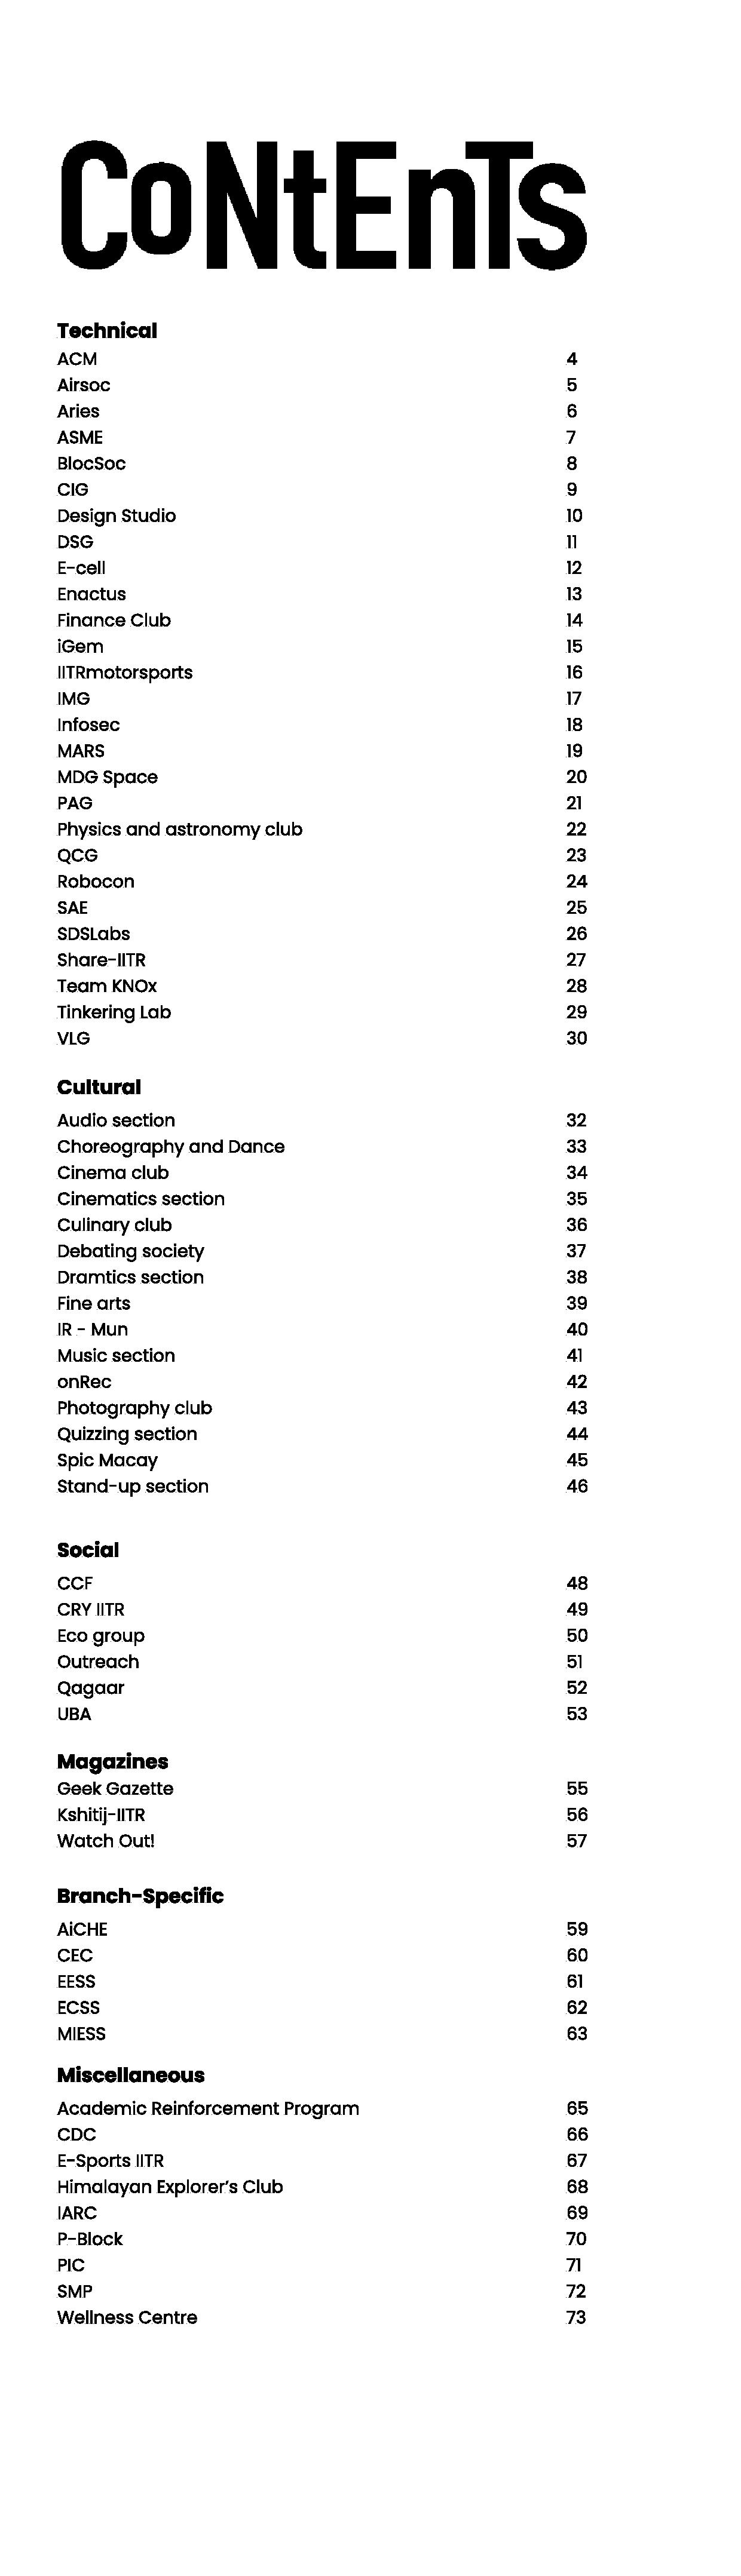 CoNtEnTs
Technical
ACM 4
Airsoc 5
Aries 6
ASME 7
BlocSoc 8
CIG 9
Design Studio 10
DSG 11
E-cell 12
Enactus 13
Finance Club 14
iGem 15
IITRmotorsports 16
IMG 17
Infosec 18
MARS 19
MDG Space 20
PAG 21
Physics and astronomy club 22
QCG 23
Robocon 24
SAE 25
SDSLabs 26
Share-IITR 27
Team KNOx 28
Tinkering Lab 29
VLG 30
Cultural
Audio section 32
Choreography and Dance 33
Cinema club 34
Cinematics section 35
Culinary club 36
Debating society 37
Dramtics section 38
Fine arts 39
IR - Mun 40
Music section 41
onRec 42
Photography club 43
Quizzing section 44
Spic Macay 45
Stand-up section 46
Social
CCF 48
CRY IITR 49
Eco group 50
Outreach 51
Qagaar 52
UBA 53
Magazines
Geek Gazette 55
Kshitij-IITR 56
Watch Out! 57
Branch-Specific
AiCHE 59
CEC 60
EESS 61
ECSS 62
MIESS 63
Miscellaneous
Academic Reinforcement Program 65
CDC 66
E-Sports IITR 67
Himalayan Explorer's Club 68
IARC 69
P-Block 70
PIC 71
SMP 72
Wellness Centre 73